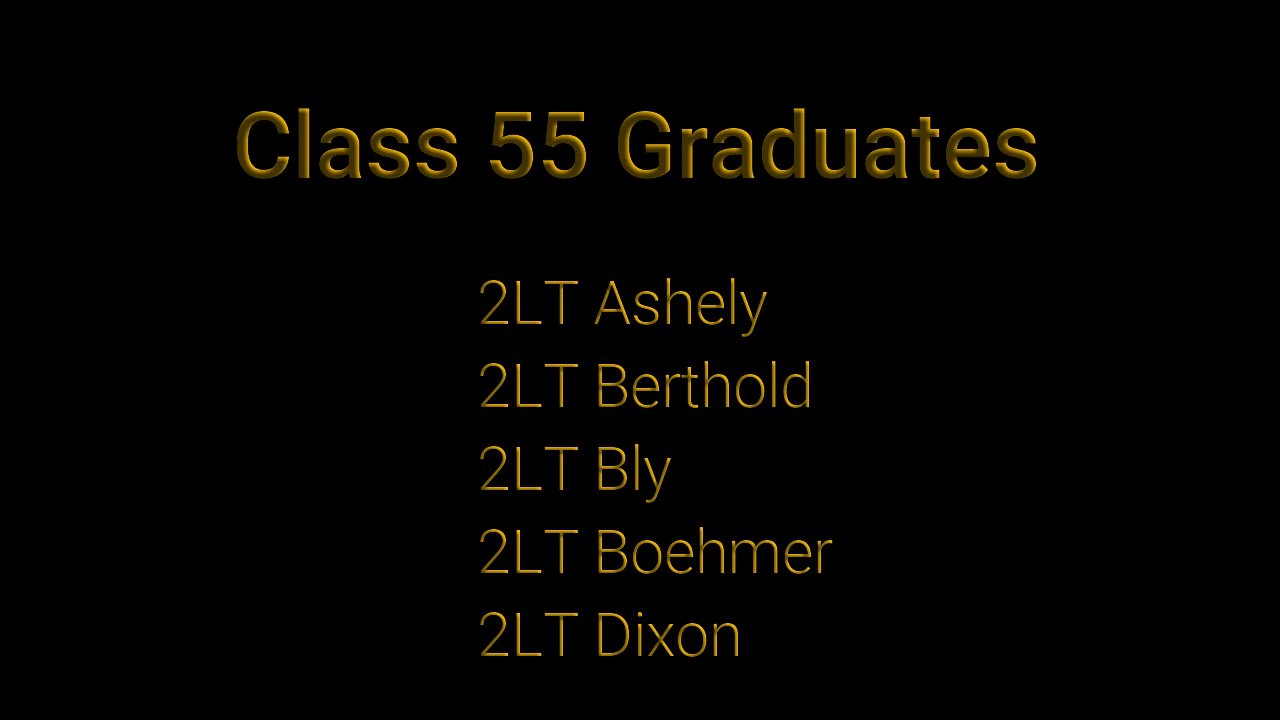 Class 55 Graduates
2LT Ashely
2LT Berthold
2LT Bly
2LT Boehmer
2LT Dixon